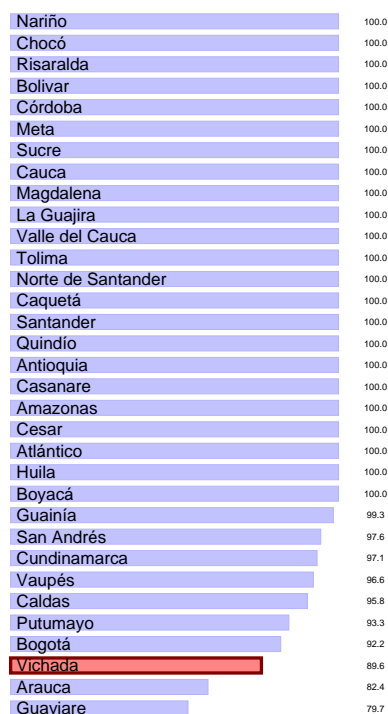 Nariño 100.0
Chocó 100.0
Risaralda 100.0
Bolivar 100.0
Córdoba 100.0
Meta 100.0
Sucre 100.0
Cauca 100.0
Magdalena 100.0
La Guajira 100.0
Valle del Cauca 100.0
Tolima 100.0
Norte de Santander 100.0
Caquetá 100.0
Santander 100.0
Quindío 100.0
Antioquia 100.0
Casanare 100.0
Amazonas 100.0
Cesar 100.0
Atlántico 100.0
Huila 100.0
Boyacá 100.0
Guainía 99.3
San Andrés 97.6
Cundinamarca 97.1
Vaupés 96.6
Caldas 95.8
Putumayo 93.3
Bogotá 92.2
Vichada 89.6
Arauca 82.4
Guaviare 79.7